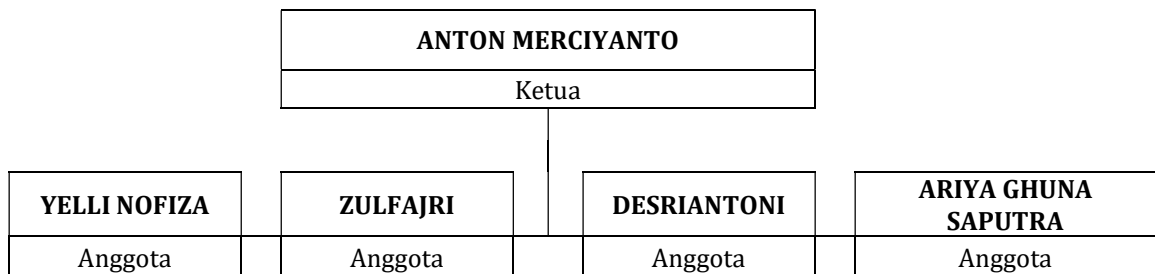 ANTON MERCIYANTO
Ketua
YELLI NOFIZA
Anggota
ZULFAJRI
Anggota
DESRIANTONI
Anggota
ARIYA GHUNA
SAPUTRA
Anggota